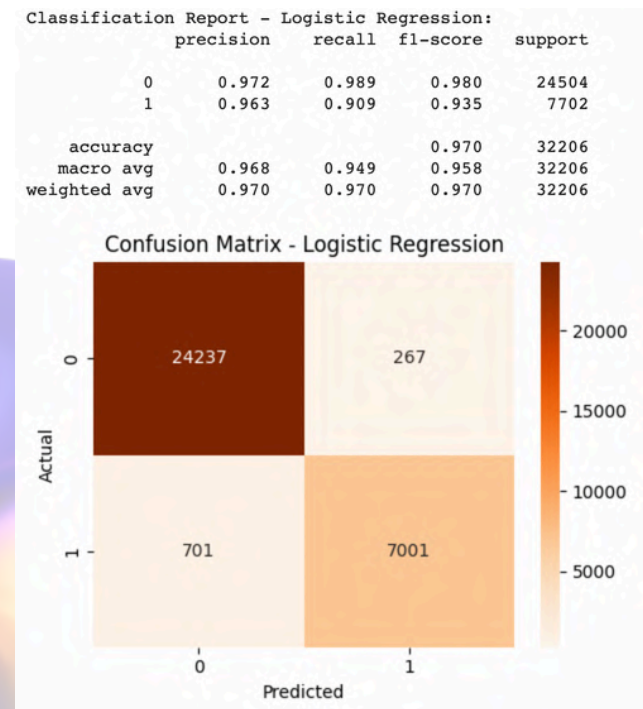 Classification Report - Logistic Regression:
precision recall f1-score support
0 0.972 0.989 0.980 24504
1 0.963 0.909 0.935 7702
accuracy 0.970 32206
macro avg 0.968 0.949 0.958 32206
weighted avg 0.970 0.970 0.970 32206
Confusion Matrix - Logistic Regression
0 24237 267
1 701 7001
Actual
0 1
Predicted
20000
15000
10000
5000